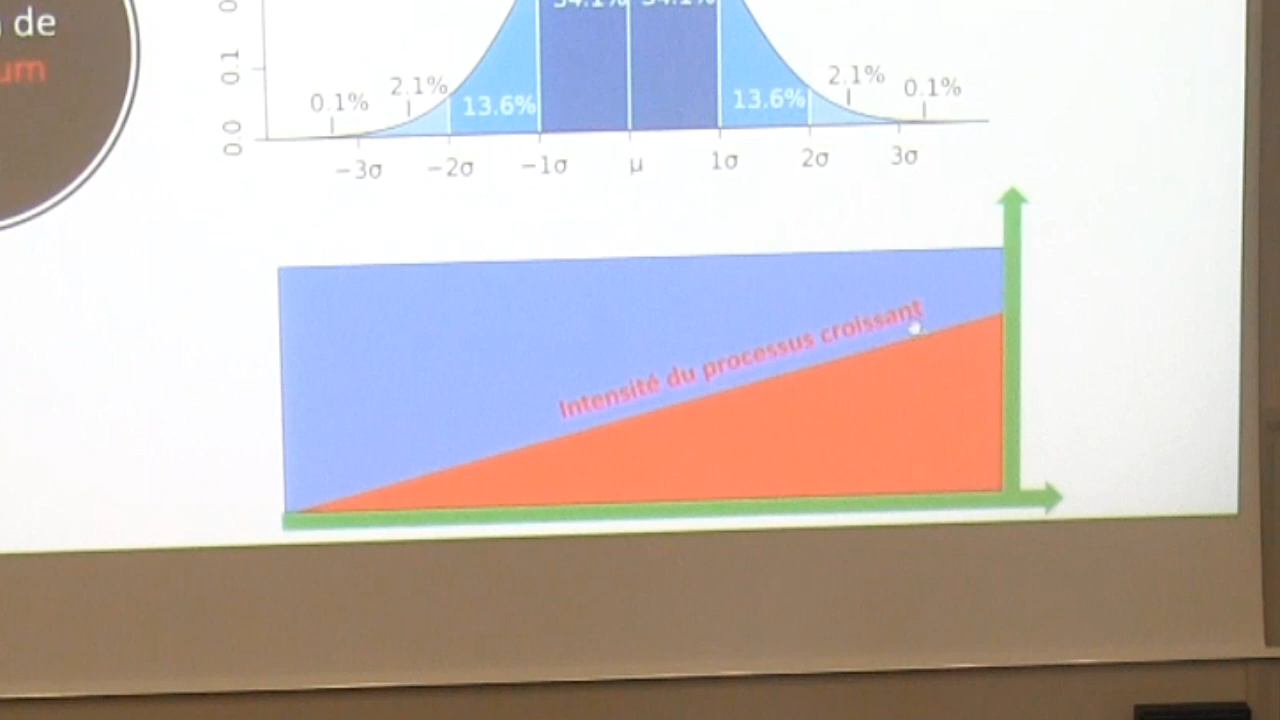 de
um
34.1% 34.1%
0.1
2.1%
0.1%
13.6%
13.6%
2.1%
0.1%
0.0
−3σ −2σ −1σ µ 1σ 2σ 3σ
Intensité du processus croissant